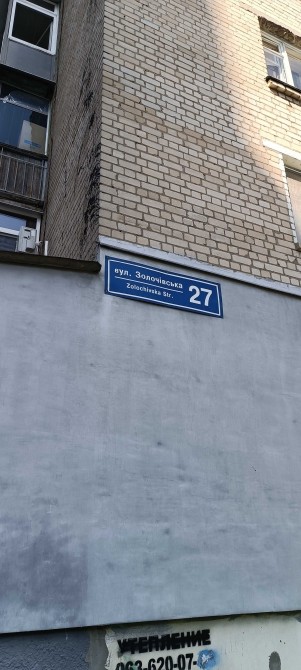 вул. Золочівська
Zolochivska Str.
27
УТЕПЛЕНИЕ
063-620-07-